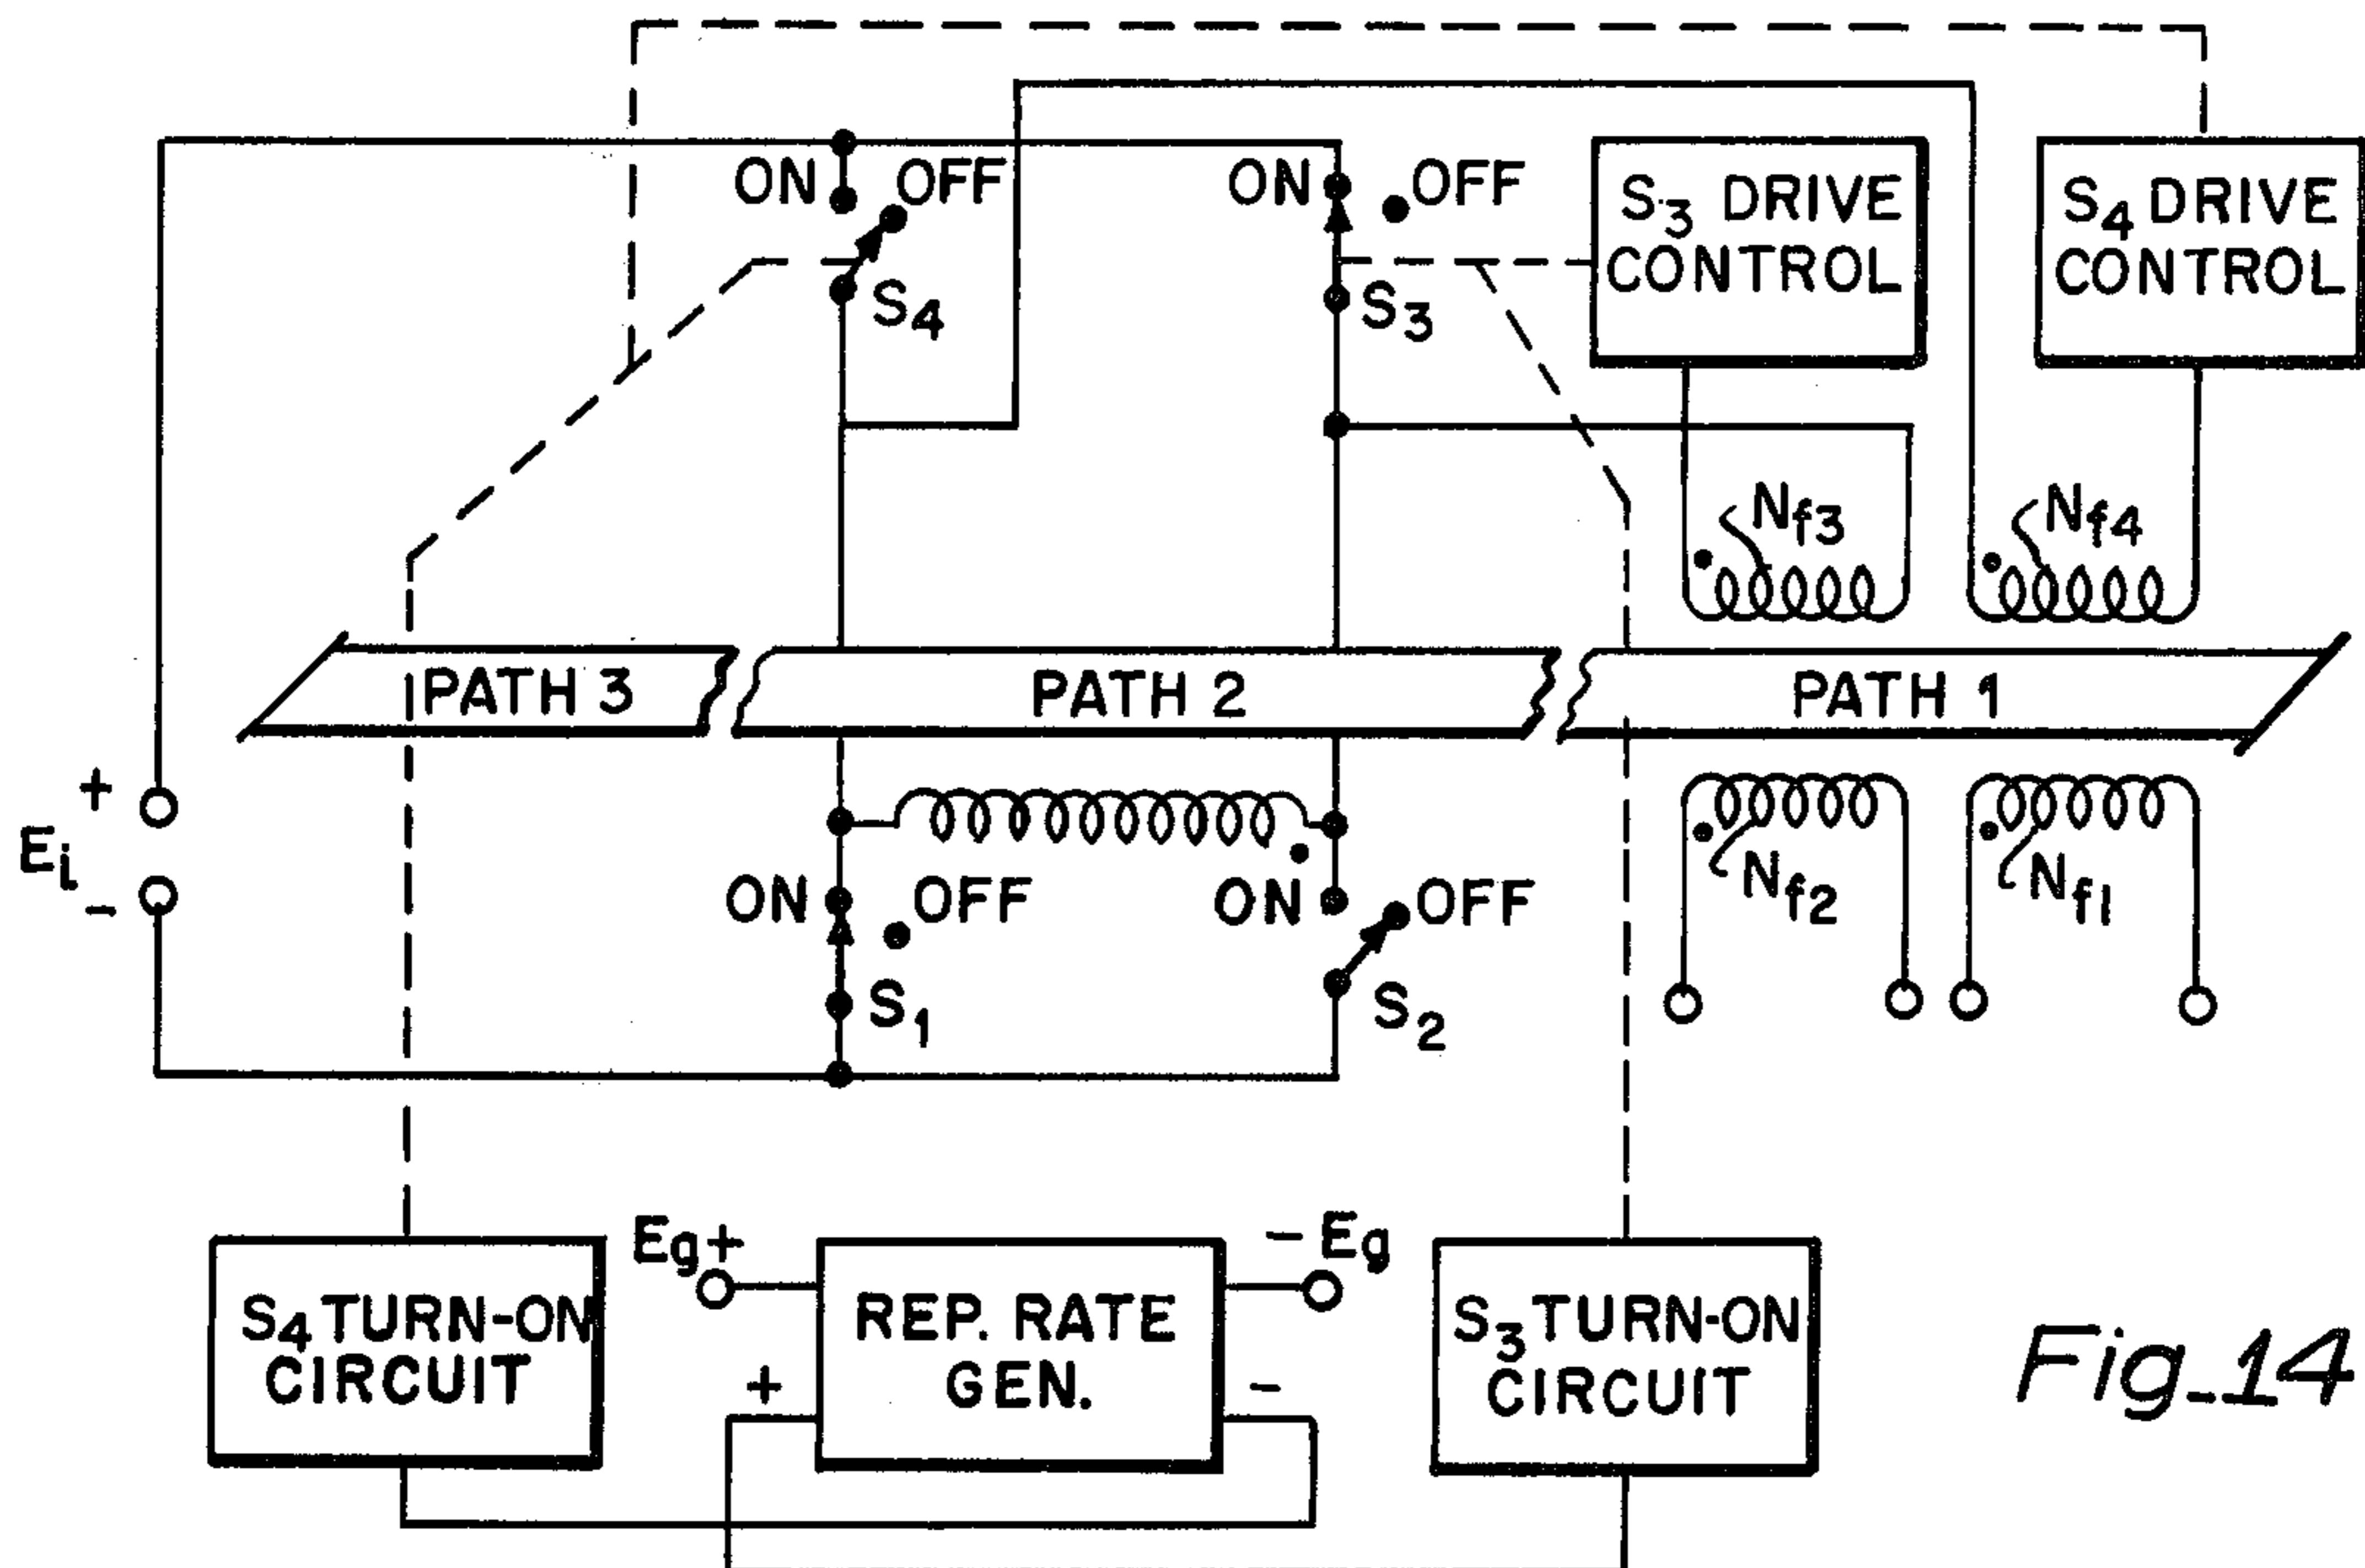 ON OFF
ON OFF
S3 DRIVE
CONTROL
S4 DRIVE
CONTROL
S4
S3
Nf3
Nf4
PATH 3
PATH 2
PATH 1
+
Ei
-
ON OFF
ON OFF
Nf2
Nf1
S1
S2
Eg+
- Eg
S4 TURN-ON
CIRCUIT
REP. RATE
GEN.
+
-
S3 TURN-ON
CIRCUIT
Fig_14